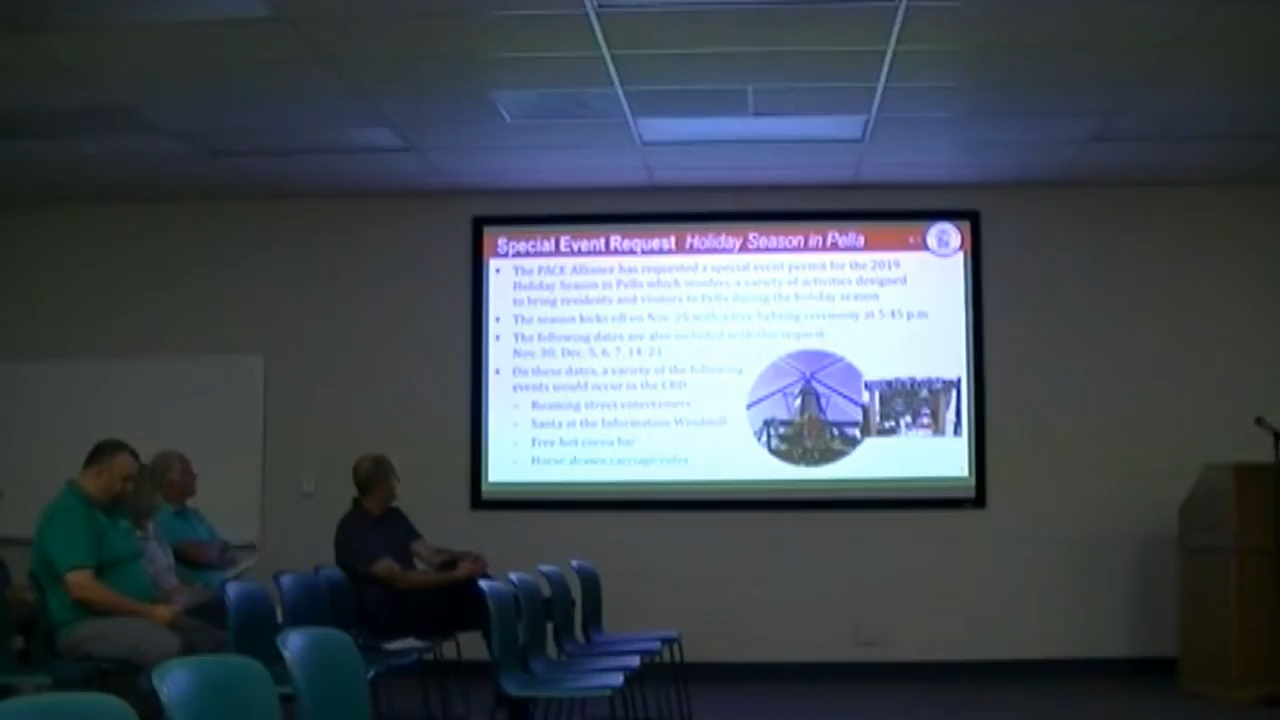 Special Event Request Holiday Season in Pella
• The PACE Alliance has requested a special event permit for the 2019
Holiday Season in Pella which involves a variety of activities designed
to bring residents and visitors to Pella during the holiday season
• The season kicks off on Nov. with a tree lighting ceremony at 5:45 p.m.
• The following dates are also included with this request:
Nov. 30; Dec. 5, 6, 7, 14, 21
• On these dates, a variety of the following
events would occur in the CBD
- Roaming street entertainers
- Santa at the Information Windmill
- Free hot cocoa bar
- Horse drawn carriage rides